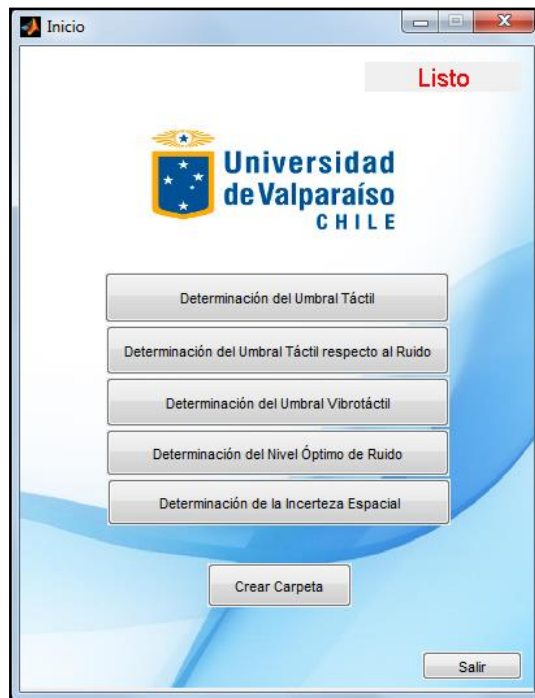 Inicio
Listo
Universidad
de Valparaíso
CHILE
Determinación del Umbral Táctil
Determinación del Umbral Táctil respecto al Ruido
Determinación del Umbral Vibrotáctil
Determinación del Nivel Óptimo de Ruido
Determinación de la Incerteza Espacial
Crear Carpeta
Salir